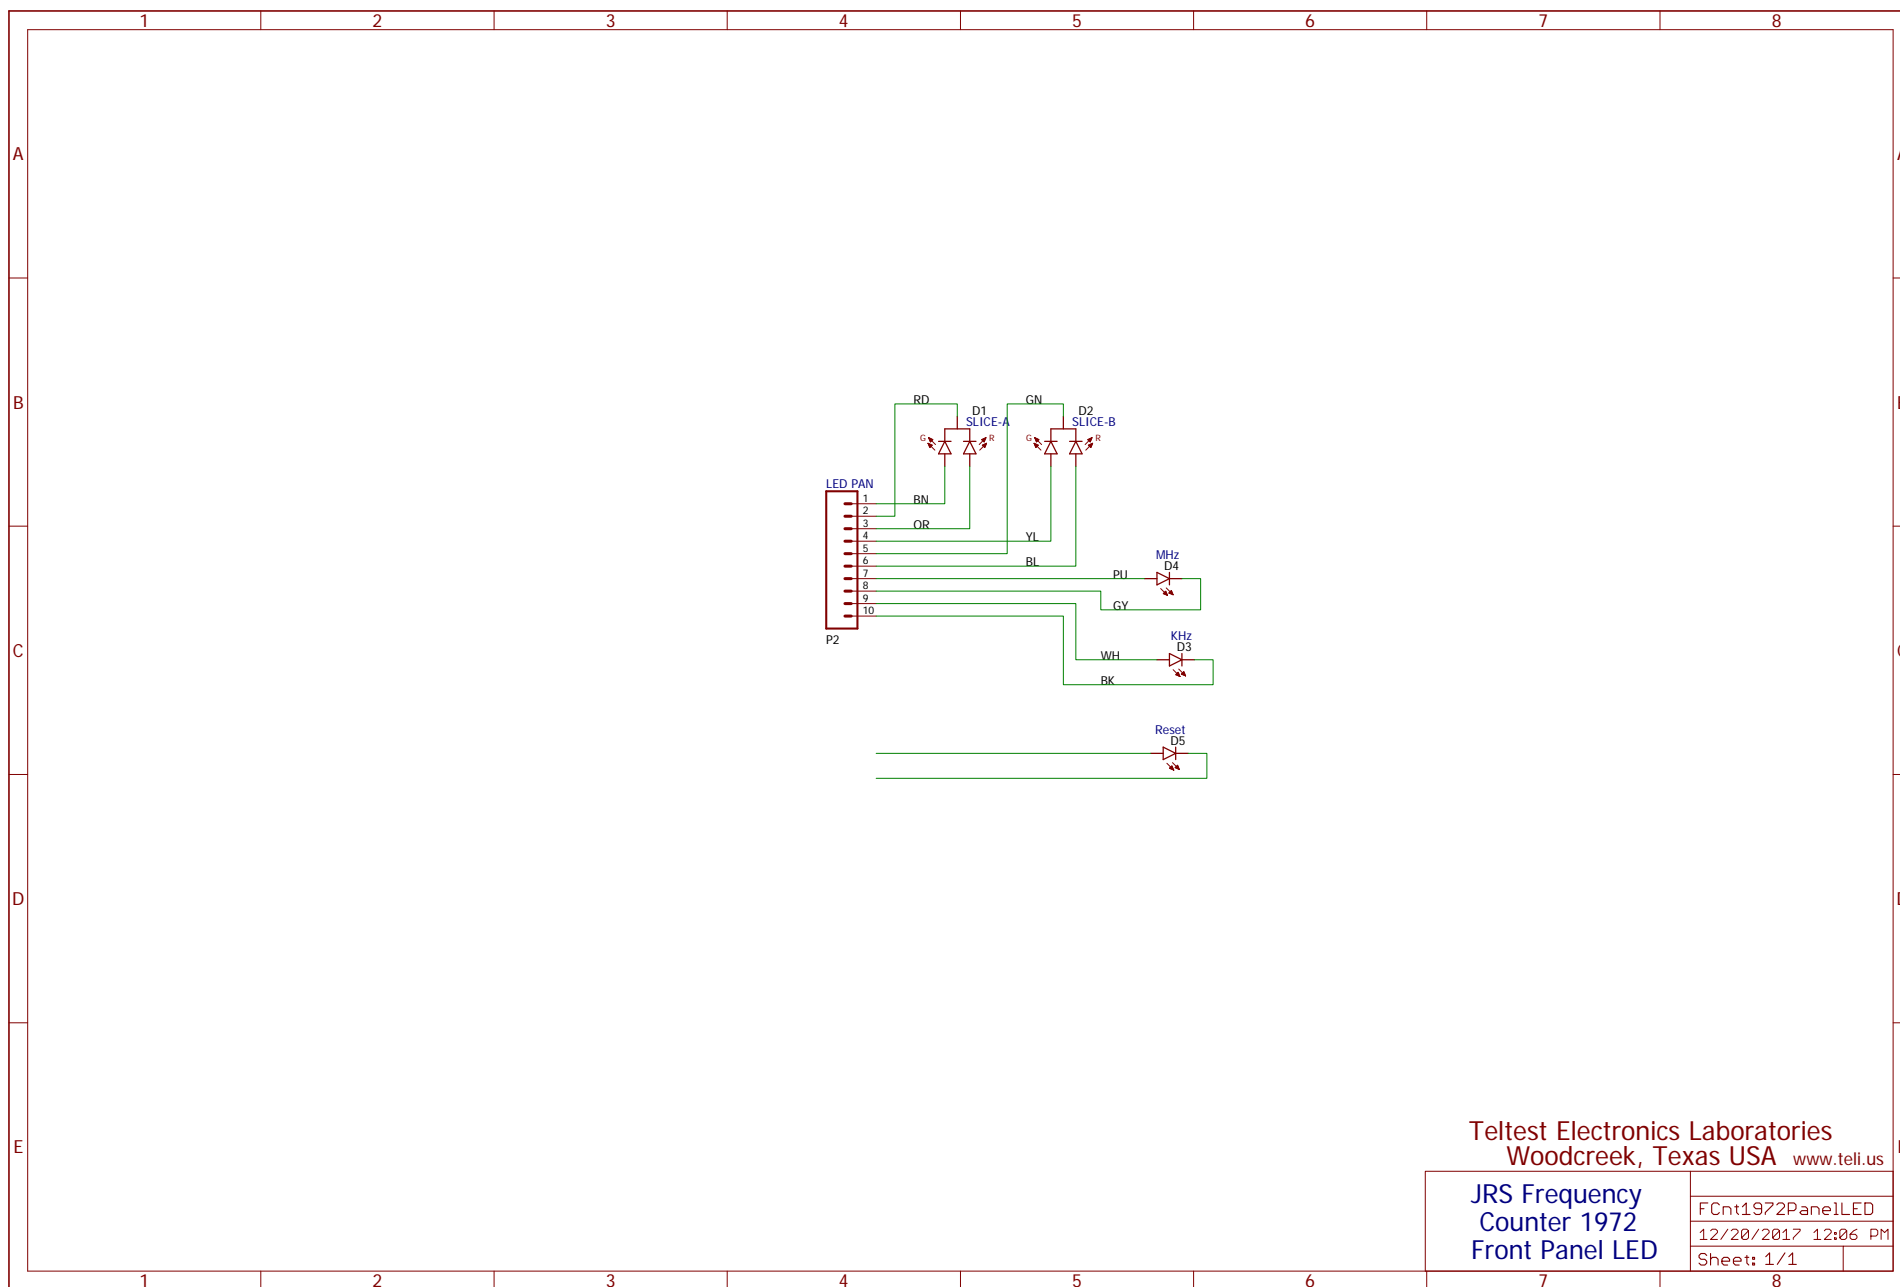 1 2 3 4 5 6 7 8
A
B
RD GN
D1 D2
SLICE-A SLICE-B
G R G R
LED PAN
1 BN
2
3 OR
4 YL
5
6 BL
7 PU
8 GY
9
10
MHz
D4
P2
KHz
D3
WH
BK
C
Reset
D5
D
E
Teltest Electronics Laboratories
Woodcreek, Texas USA www.teli.us
JRS Frequency
Counter 1972
Front Panel LED
FCnt1972PanelLED
12/20/2017 12:06 PM
Sheet: 1/1
1 2 3 4 5 6 7 8